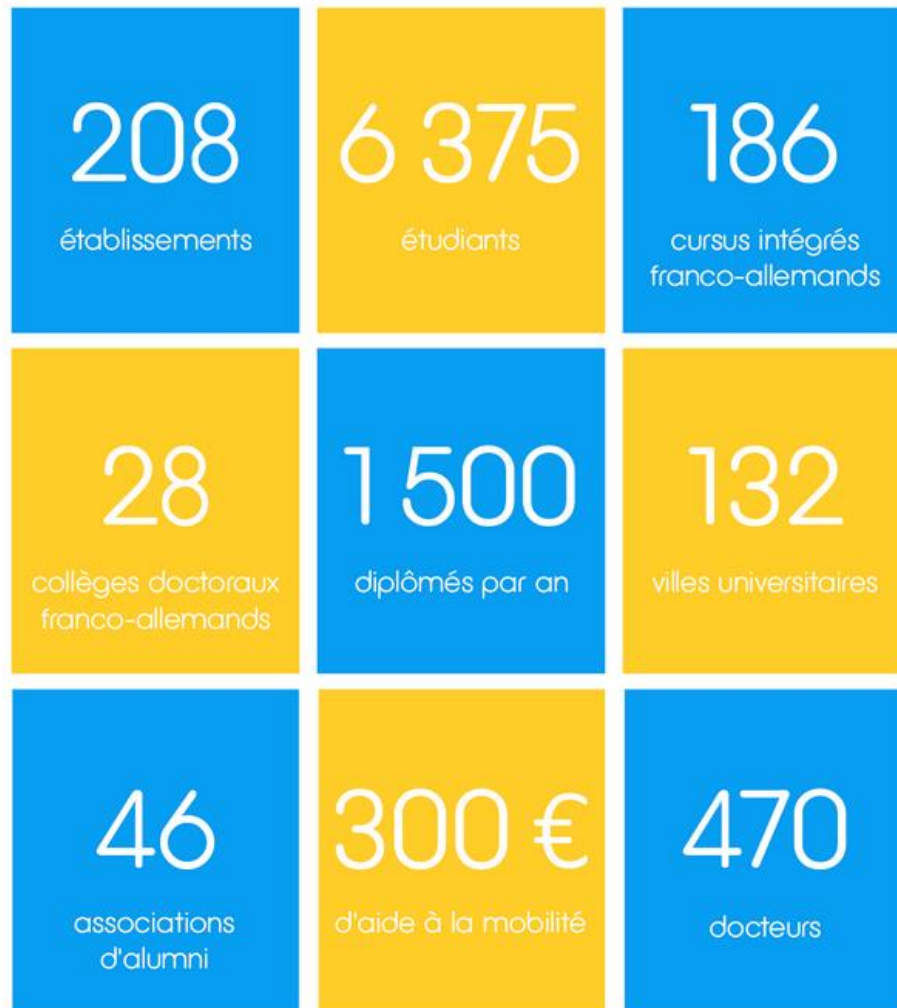 208
établissements
6 375
étudiants
186
cursus intégrés
franco-allemands
28
collèges doctoraux
franco-allemands
1 500
diplômés par an
132
villes universitaires
46
associations
d'alumni
300 €
d'aide à la mobilité
470
docteurs